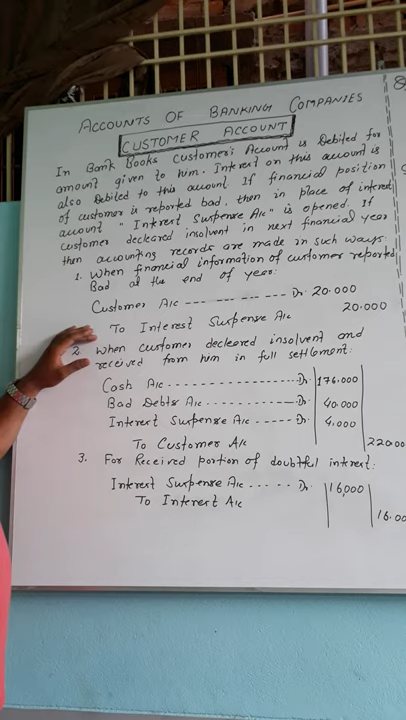 ACCOUNTS OF BANKING COMPANIES
CUSTOMER ACCOUNT
In Bank Books Customer's Account is Debited for
amount given to him. Interest on this account is
also Debited to this account. If financial position
of customer is reported bad, then in place of interest
account " Interest Suspense A/c" is opened. If
customer decleared insolvent in next financial year
then accounting records are made in such ways:
1. When financial information of customer reported
Bad at the end of year:
Customer A/c --- --- --- --- Dr. 20.000
To Interest Suspense A/c 20.000
2. When customer decleared insolvent and
received from him in full settlement:
Cash A/c -------------- Dr. 176.000
Bad Debts A/c ------------ Dr. 40.000
Interest Suspense A/c ----- Dr. 4,000
To Customer A/c 220.00
3. For Received portion of doubtful interest:
Interest Suspense A/c ----- Dr. 16,000
To Interest A/c 16.00